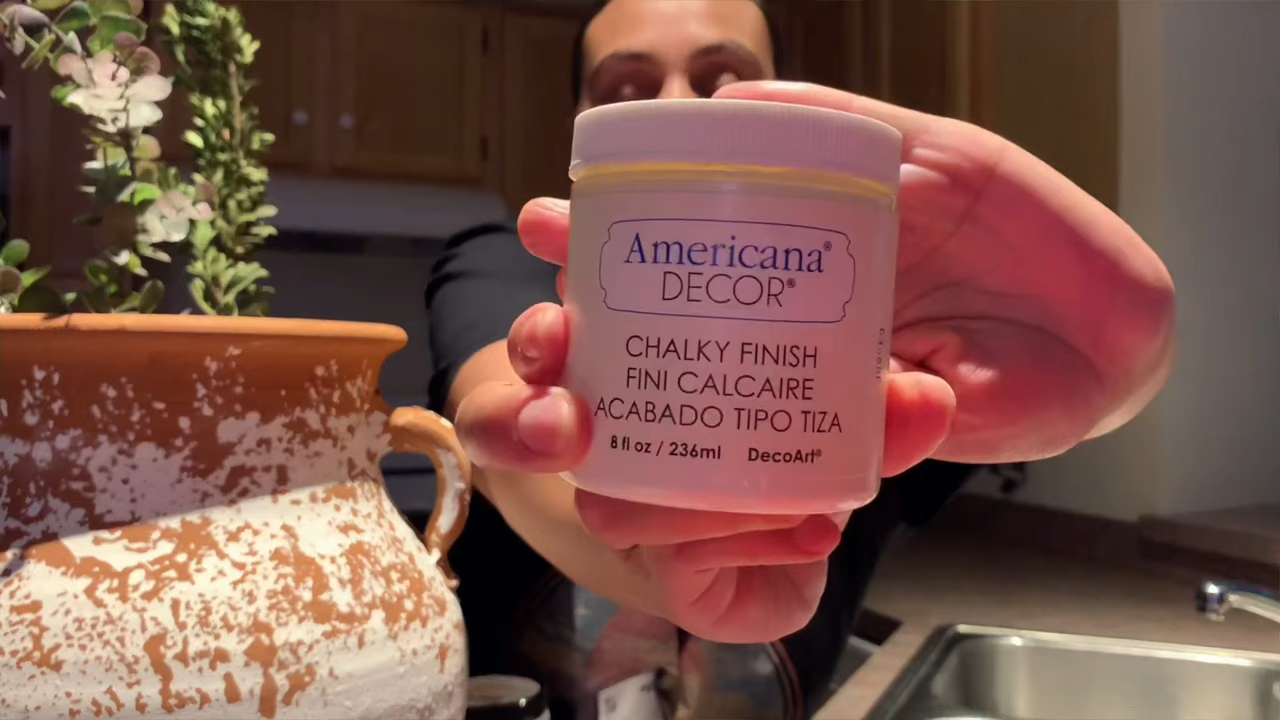 Americana®
DECOR®
CHALKY FINISH
FINI CALCAIRE
ACABADO TIPO TIZA
8 fl oz / 236ml DecoArt®